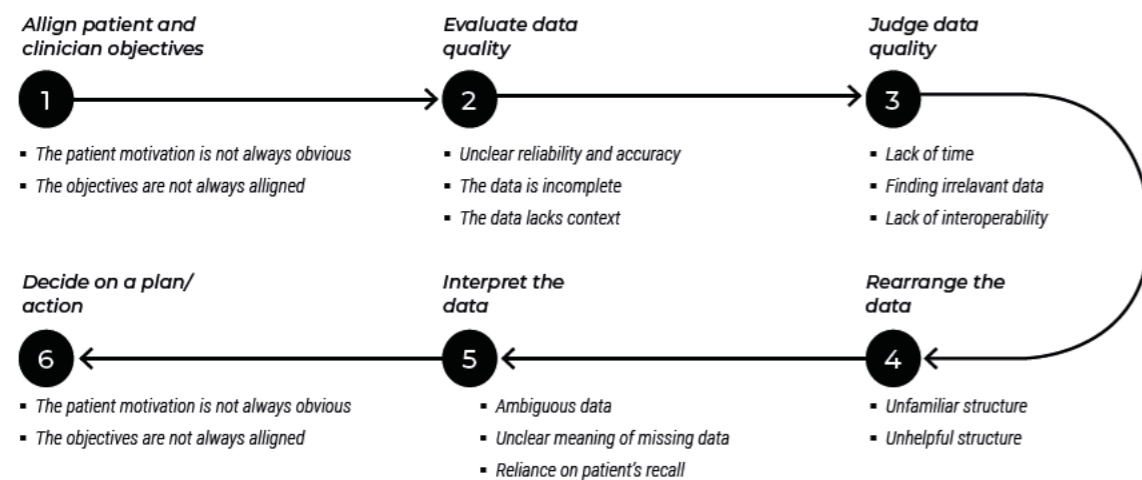 Allign patient and
clinician objectives
1
▪ The patient motivation is not always obvious
▪ The objectives are not always alligned
Evaluate data
quality
2
▪ Unclear reliability and accuracy
▪ The data is incomplete
▪ The data lacks context
Judge data
quality
3
▪ Lack of time
▪ Finding irrelavant data
▪ Lack of interoperability
Rearrange the
data
4
▪ Unfamiliar structure
▪ Unhelpful structure
Interpret the
data
5
▪ Ambiguous data
▪ Unclear meaning of missing data
▪ Reliance on patient's recall
Decide on a plan/
action
6
▪ The patient motivation is not always obvious
▪ The objectives are not always alligned